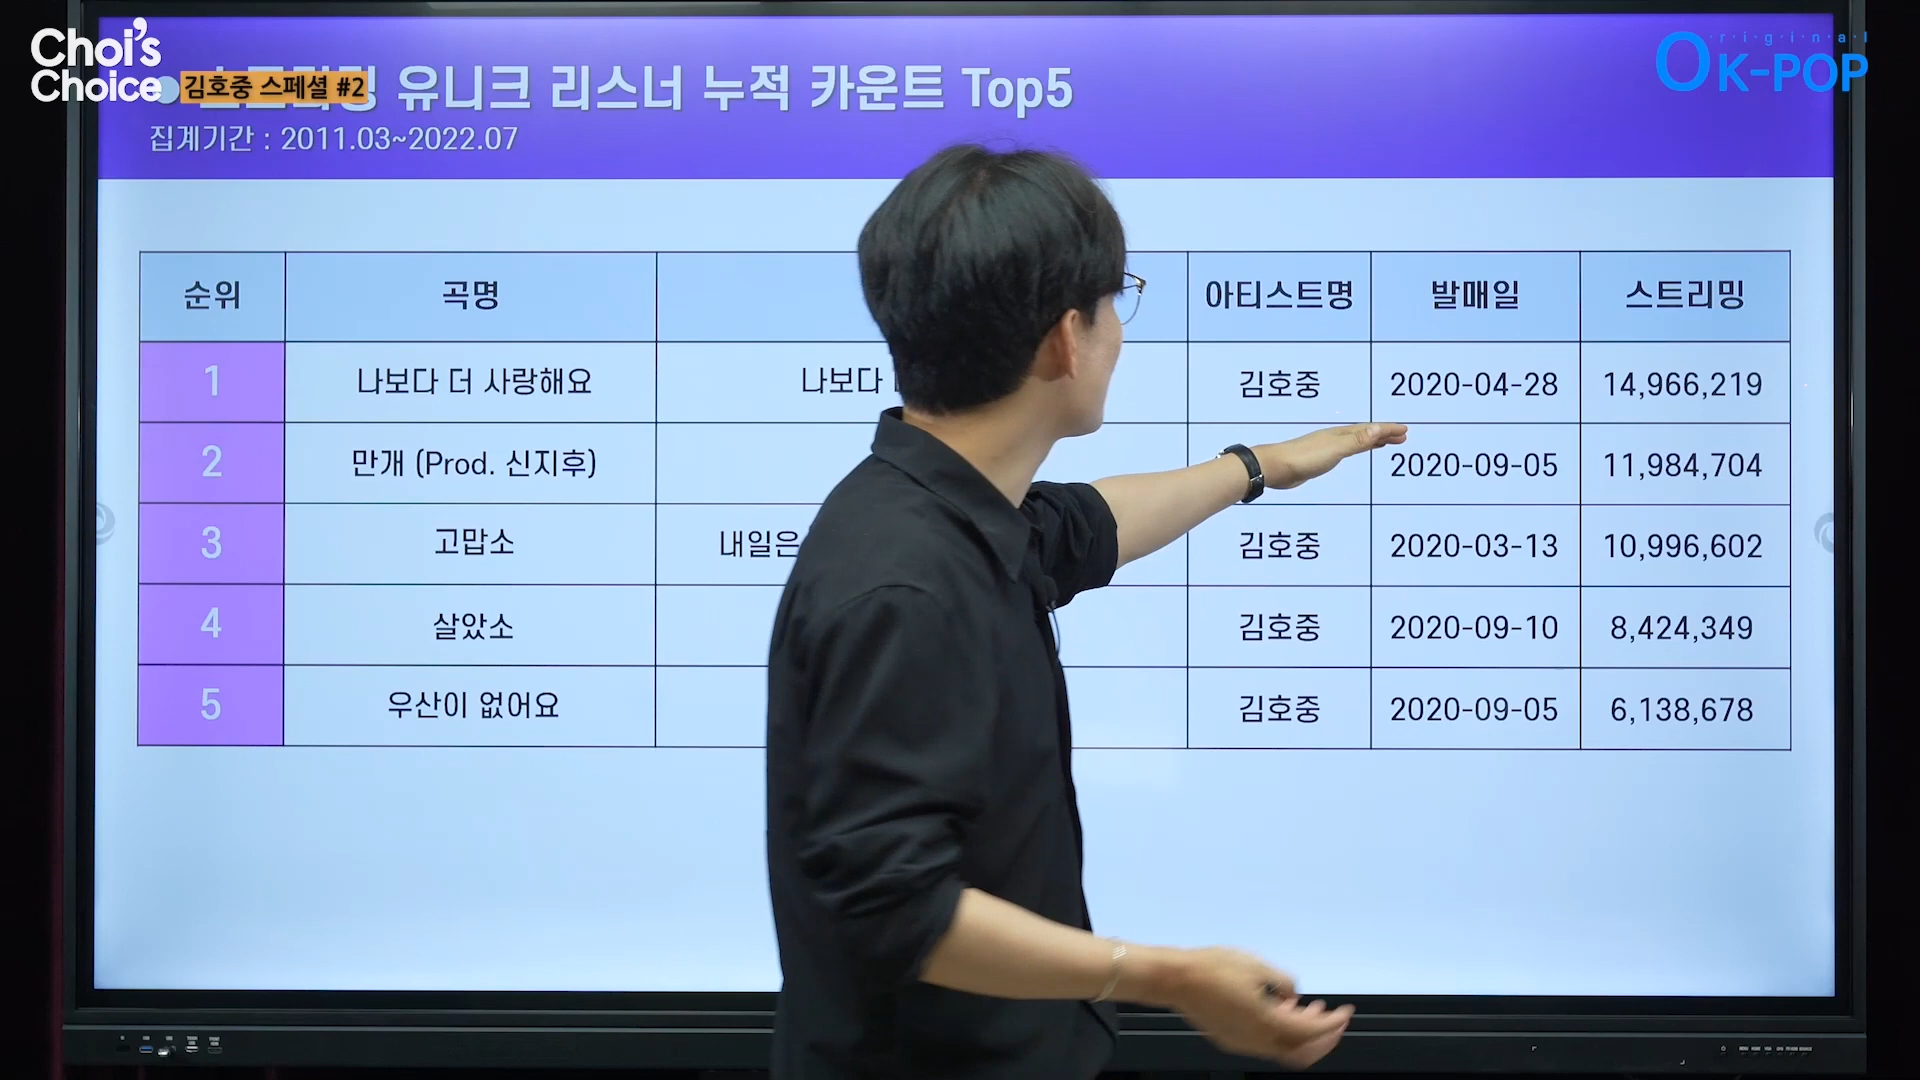 Choi's
Choice
김호중 스페셜 #2
유니크 리스너 누적 카운트 Top5
집계기간 : 2011.03~2022.07
Original
K-POP
순위 곡명 아티스트명 발매일 스트리밍
1 나보다 더 사랑해요 나보다 김호중 2020-04-28 14,966,219
2 만개 (Prod. 신지후) 2020-09-05 11,984,704
3 고맙소 내일은 김호중 2020-03-13 10,996,602
4 살았소 김호중 2020-09-10 8,424,349
5 우산이 없어요 김호중 2020-09-05 6,138,678